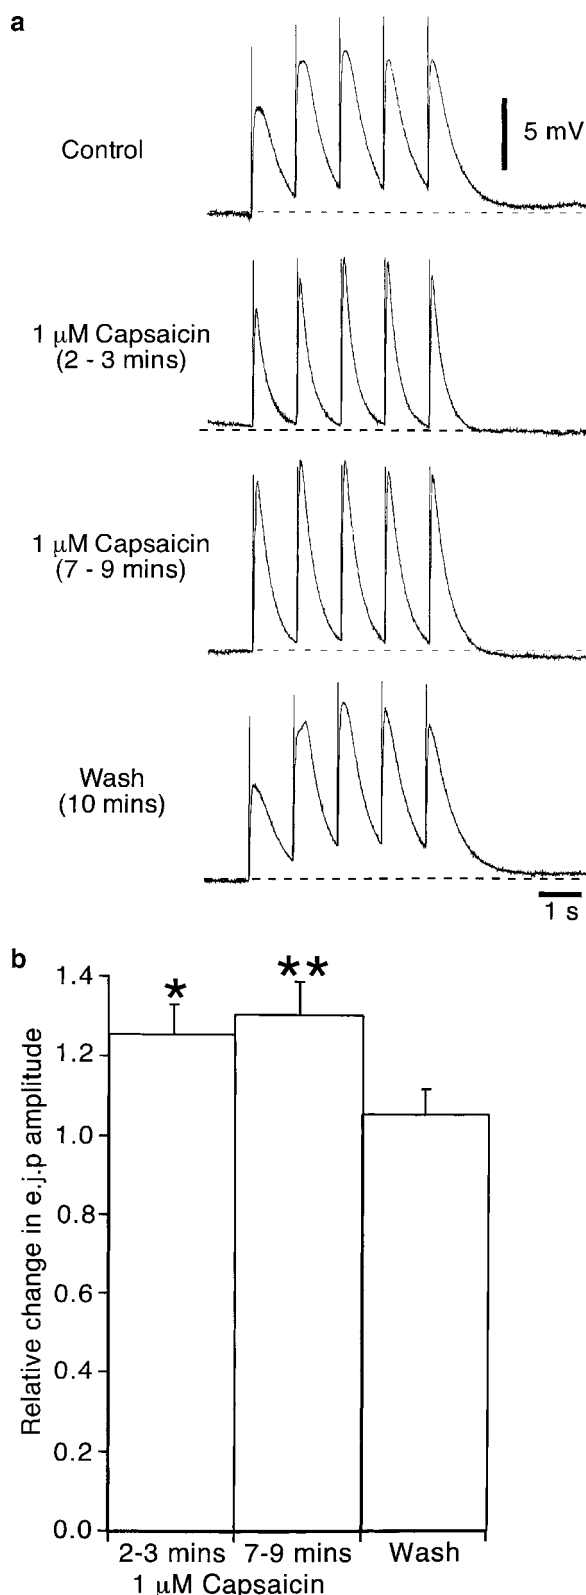 a
Control
5 mV
1 μM Capsaicin
(2 - 3 mins)
1 μM Capsaicin
(7 - 9 mins)
Wash
(10 mins)
1 s
b
Relative change in e.j.p amplitude
1.4
1.2
1.0
0.8
0.6
0.4
0.2
0.0
*
**
2-3 mins 7-9 mins Wash
1 μM Capsaicin